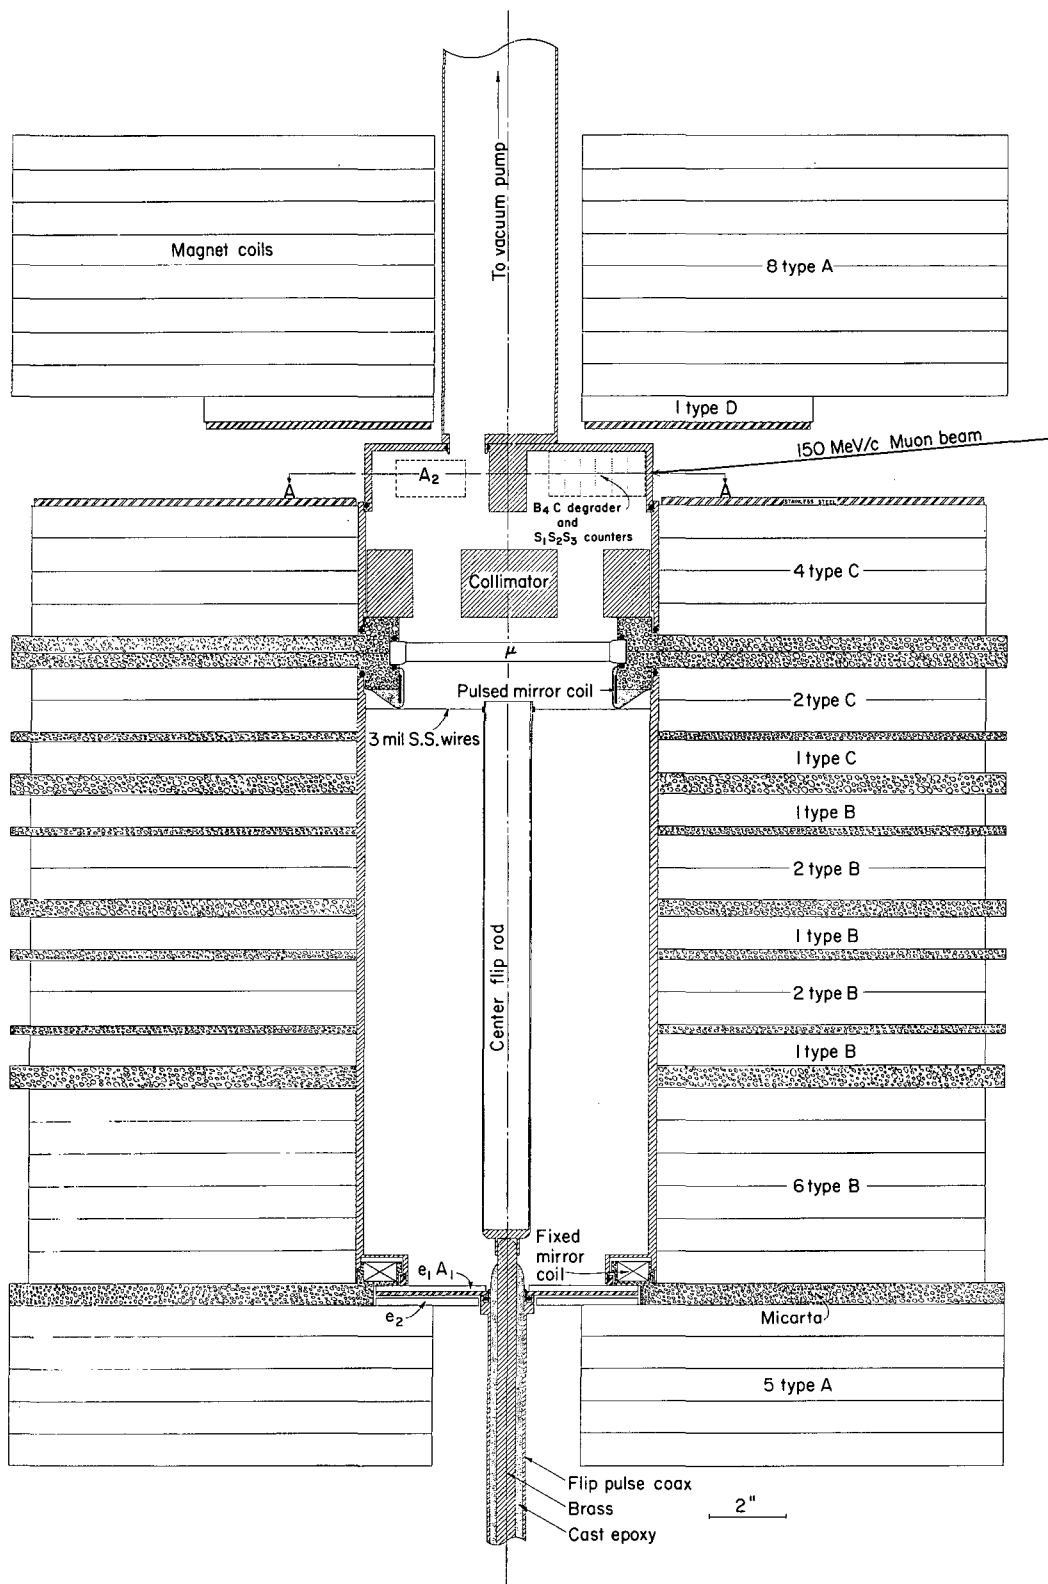 To vacuum pump
Magnet coils
8 type A
1 type D
150 MeV/c Muon beam
A
A₂
A
B₄C degrader
and
S₁S₂S₃ counters
STAINLESS STEEL
4 type C
Collimator
μ
Pulsed mirror coil
2 type C
3 mil S.S. wires
1 type C
1 type B
2 type B
Center flip rod
1 type B
2 type B
1 type B
6 type B
Fixed
mirror
coil
e₁ A₁
e₂
Micarta
5 type A
Flip pulse coax
Brass
Cast epoxy
2"